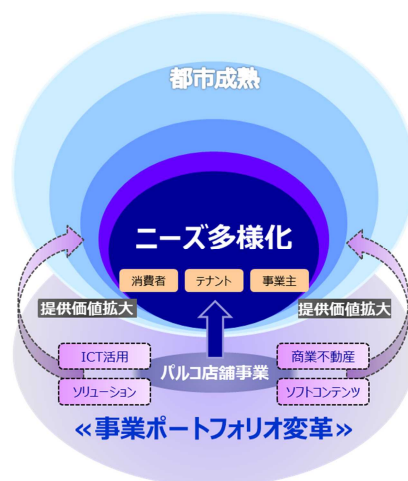 都市成熟
ニーズ多様化
消費者 テナント 事業主
提供価値拡大 提供価値拡大
ICT活用 商業不動産
パルコ店舗事業
ソリューション ソフトコンテンツ
≪事業ポートフォリオ変革≫